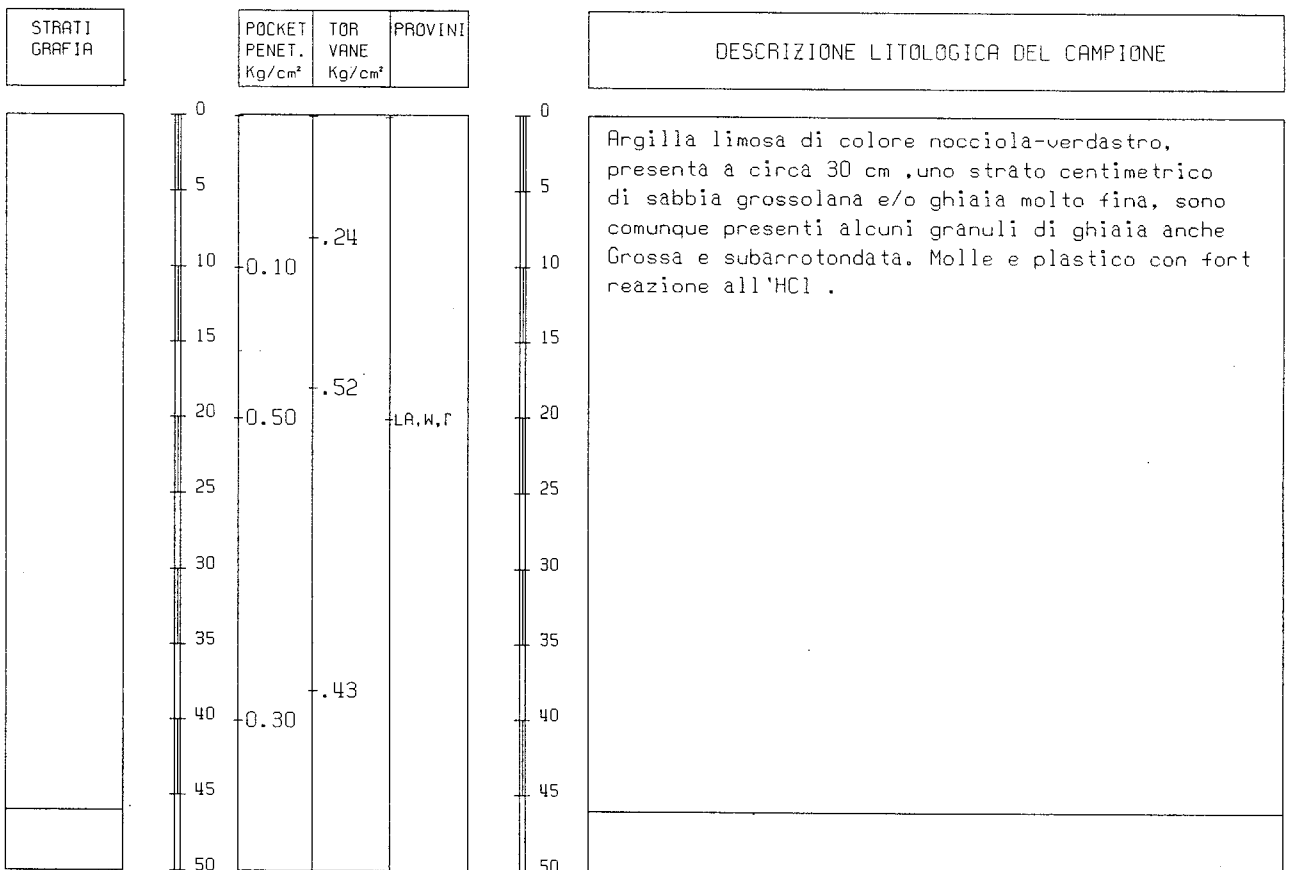 STRATI
GRAFIA
POCKET
PENET.
Kg/cm²
TOR
VANE
Kg/cm²
PROVINI
DESCRIZIONE LITOLOGICA DEL CAMPIONE
0
5
10
15
20
25
30
35
40
45
50
0.10
0.50
0.30
.24
.52
.43
LA,W,Γ
0
5
10
15
20
25
30
35
40
45
50
Argilla limosa di colore nocciola-verdastro,
presenta a circa 30 cm ,uno strato centimetrico
di sabbia grossolana e/o ghiaia molto fina, sono
comunque presenti alcuni granuli di ghiaia anche
Grossa e subarrotondata. Molle e plastico con fort
reazione all'HCl .